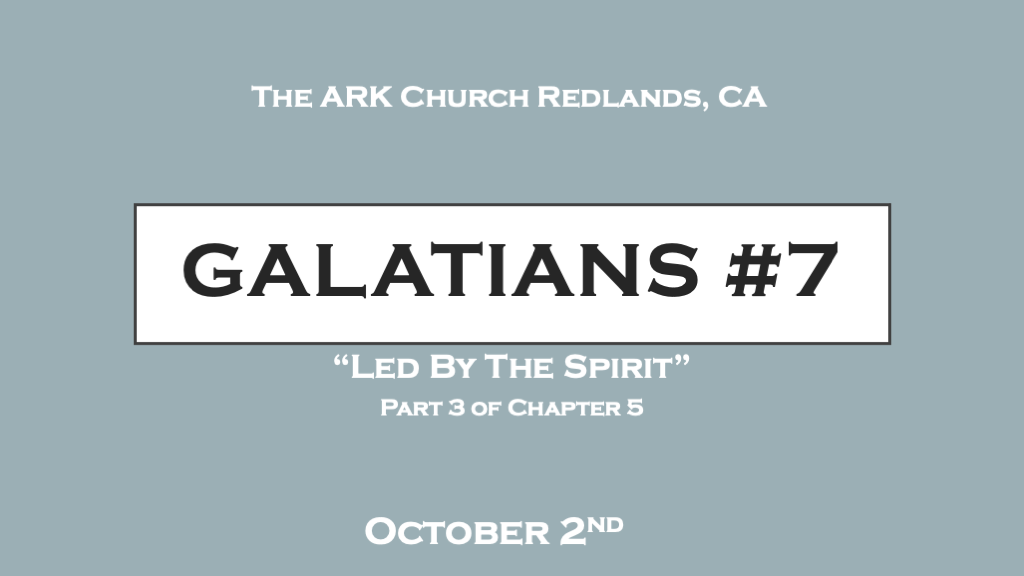 The ARK Church Redlands, CA
GALATIANS #7
“Led By The Spirit”
Part 3 of Chapter 5
October 2nd